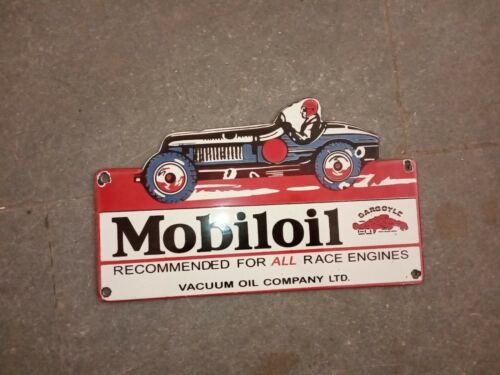 Mobiloil
GARGOYLE
RECOMMENDED FOR ALL RACE ENGINES
VACUUM OIL COMPANY LTD.